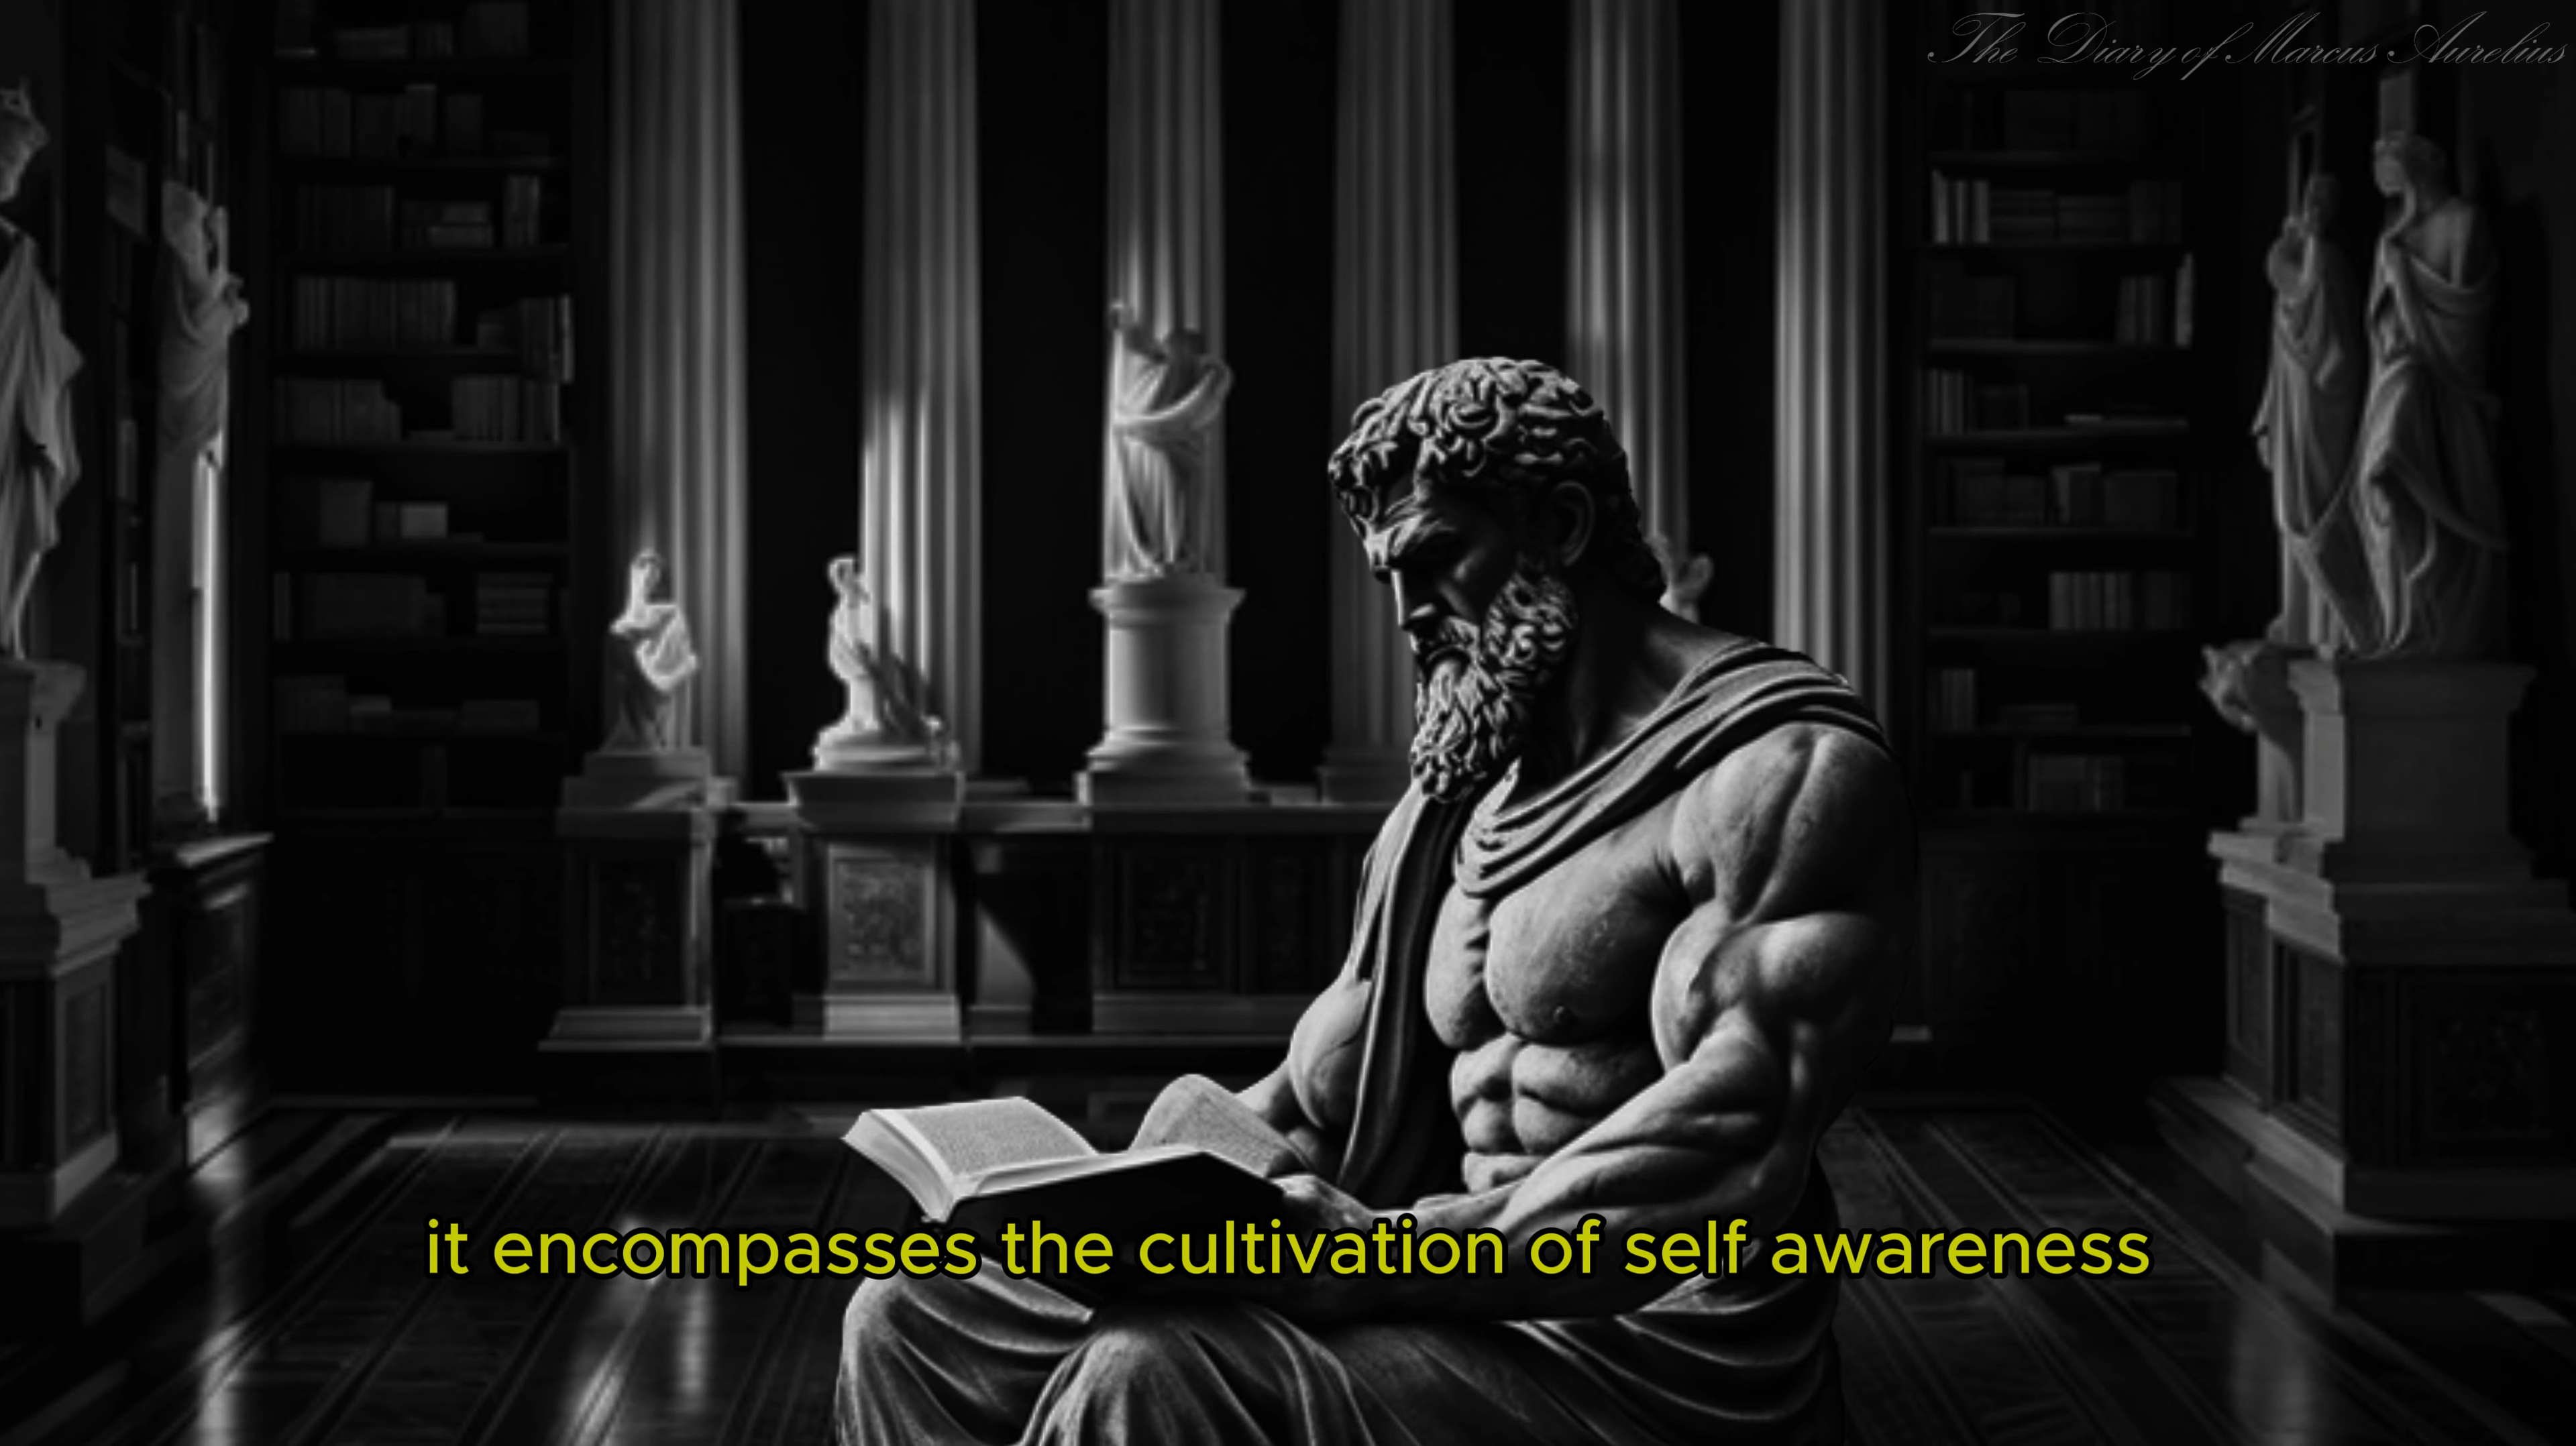 The Diary of Marcus Aurelius
it encompasses the cultivation of self awareness